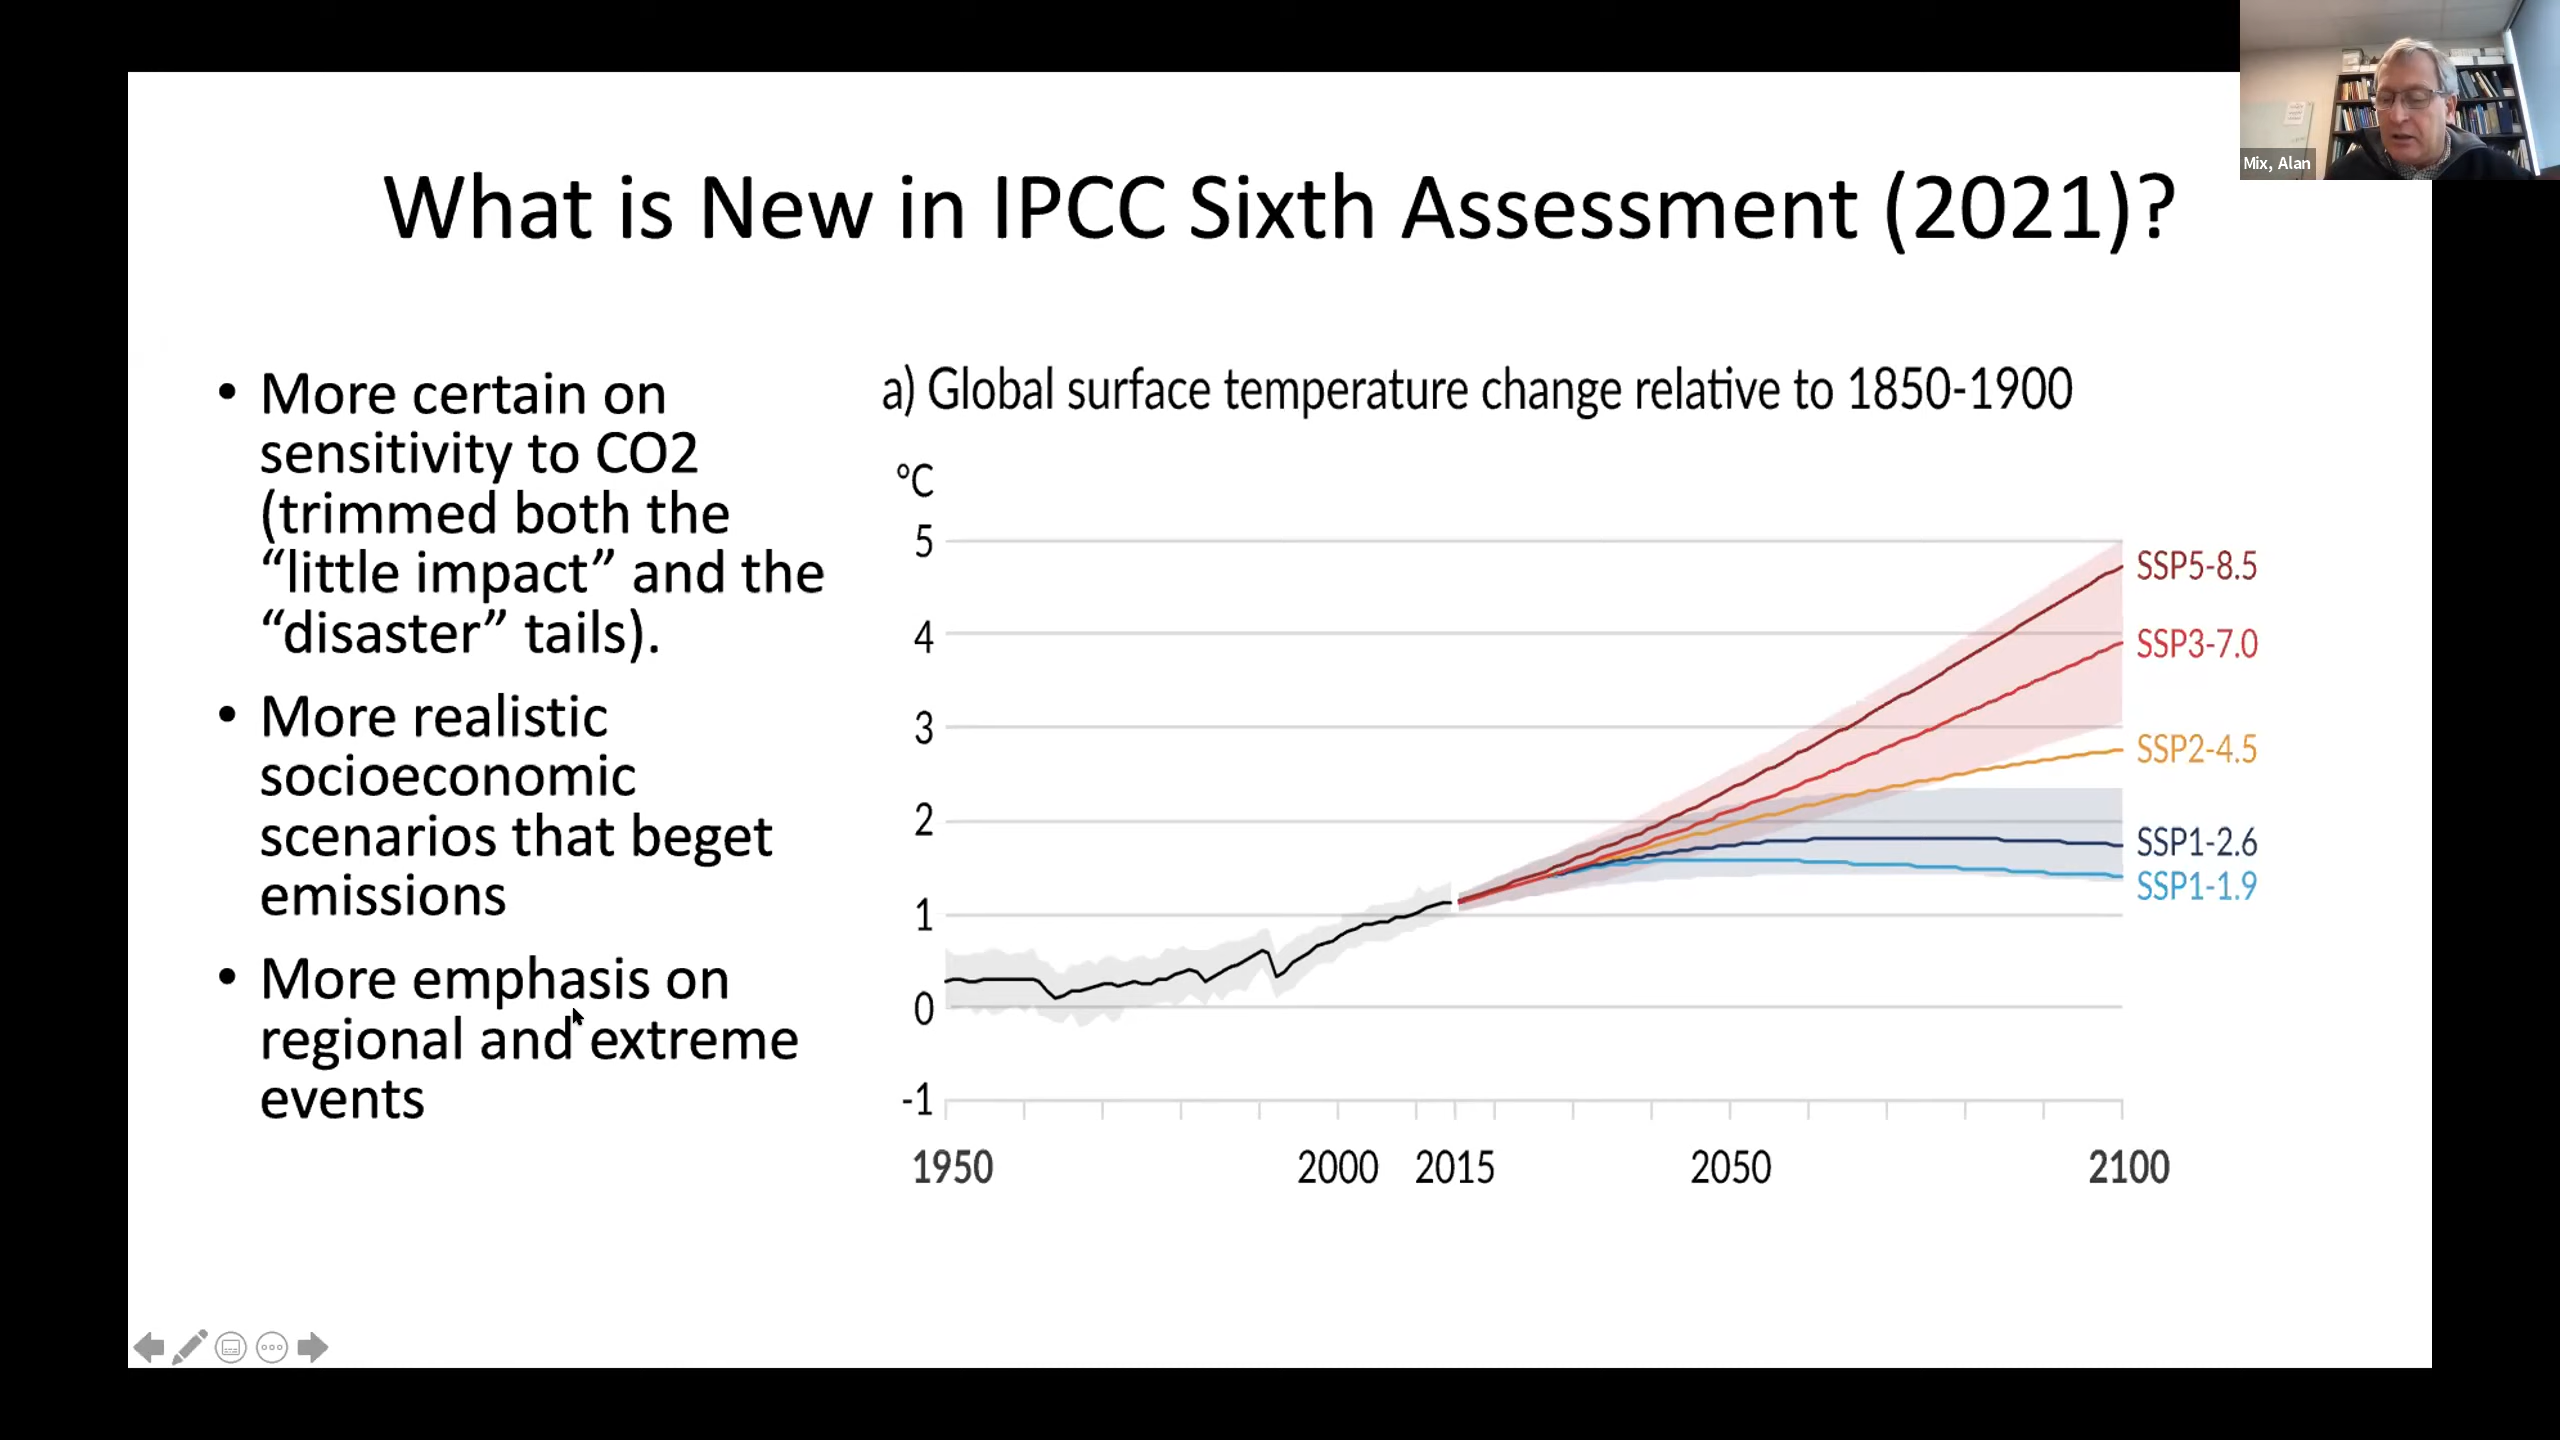 Mix, Alan
What is New in IPCC Sixth Assessment (2021)?
• More certain on
sensitivity to CO2
(trimmed both the
“little impact” and the
“disaster” tails).
• More realistic
socioeconomic
scenarios that beget
emissions
• More emphasis on
regional and extreme
events
a) Global surface temperature change relative to 1850-1900
ºC
5
4
3
2
1
0
-1
1950 2000 2015 2050 2100
SSP5-8.5
SSP3-7.0
SSP2-4.5
SSP1-2.6
SSP1-1.9